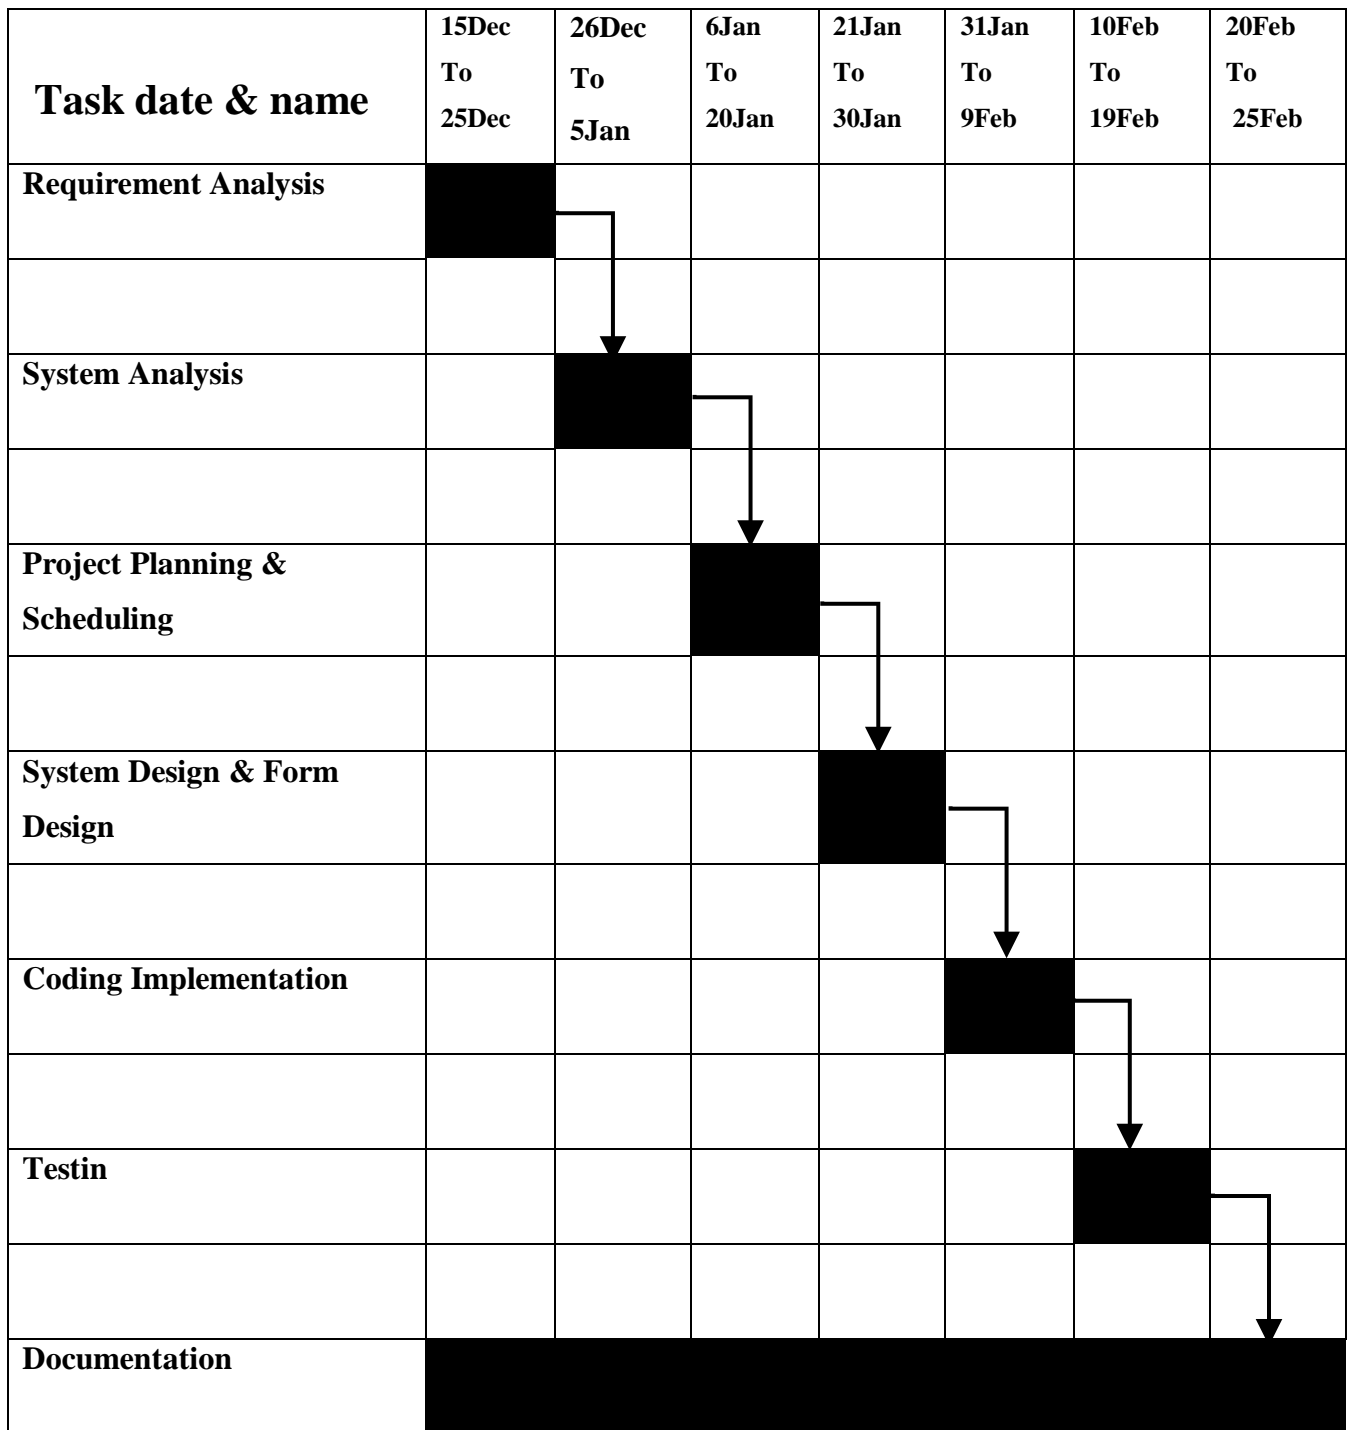 Task date & name
15Dec
To
25Dec
26Dec
To
5Jan
6Jan
To
20Jan
21Jan
To
30Jan
31Jan
To
9Feb
10Feb
To
19Feb
20Feb
To
25Feb
Requirement Analysis
System Analysis
Project Planning &
Scheduling
System Design & Form
Design
Coding Implementation
Testin
Documentation